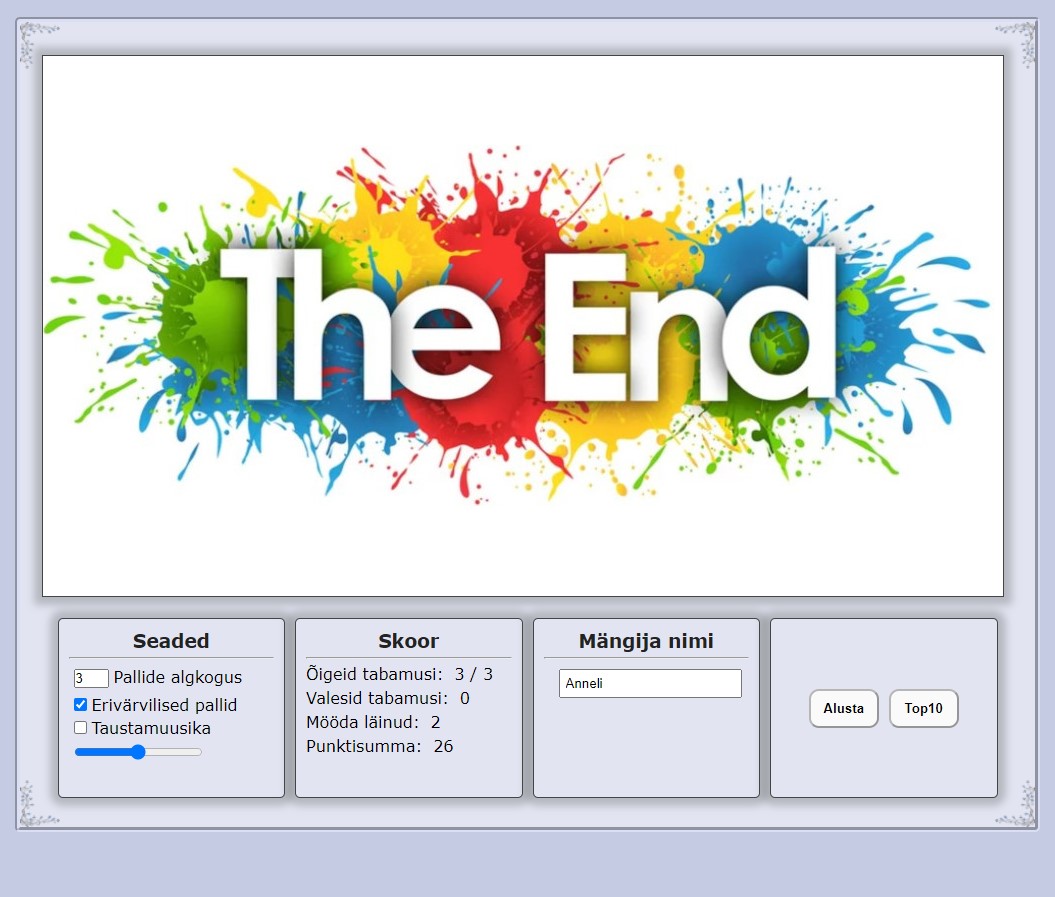 The End
Seaded
3 Pallide algkogus
Erivärvilised pallid
Taustamuusika
Skoor
Õigeid tabamusi: 3 / 3
Valesid tabamusi: 0
Mööda läinud: 2
Punktisumma: 26
Mängija nimi
Anneli
Alusta Top10